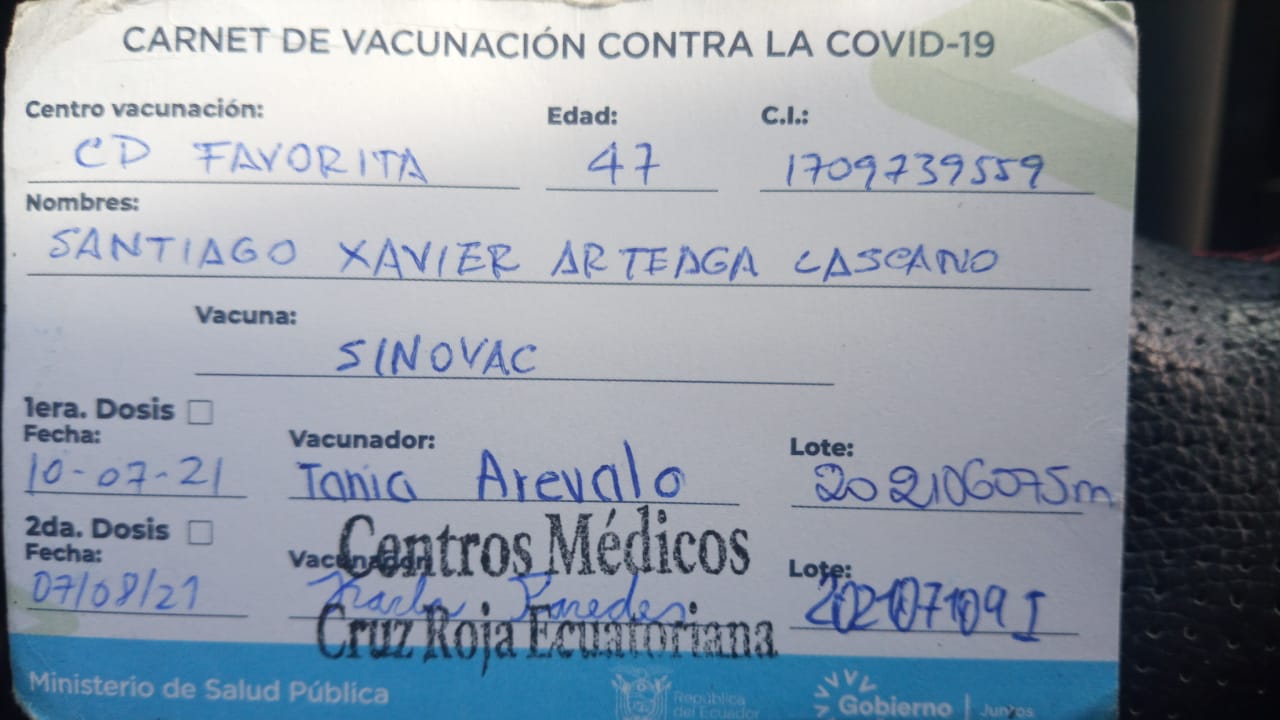 CARNET DE VACUNACIÓN CONTRA LA COVID-19
Centro vacunación: Edad: C.I.:
CD FAVORITA 47 1709739559
Nombres:
SANTIAGO XAVIER ARTEAGA LASCANO
Vacuna:
SINOVAC
1era. Dosis
Fecha: Vacunador: Lote:
10-07-21 Tania Arevalo 202106075m
2da. Dosis
Centros Médicos
Fecha: Vacunador: Lote:
07/08/21 Karla Paredes 202107109I
Cruz Roja Ecuatoriana
Ministerio de Salud Pública
República del Ecuador
Gobierno | Juntos